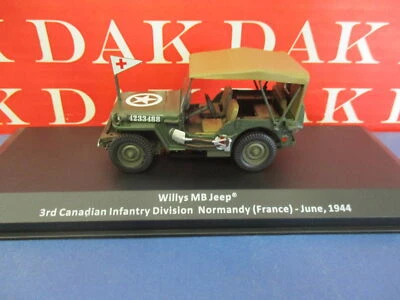 DAK DAK DAK DAK
4233488
Willys MB Jeep®
3rd Canadian Infantry Division Normandy (France) - June, 1944